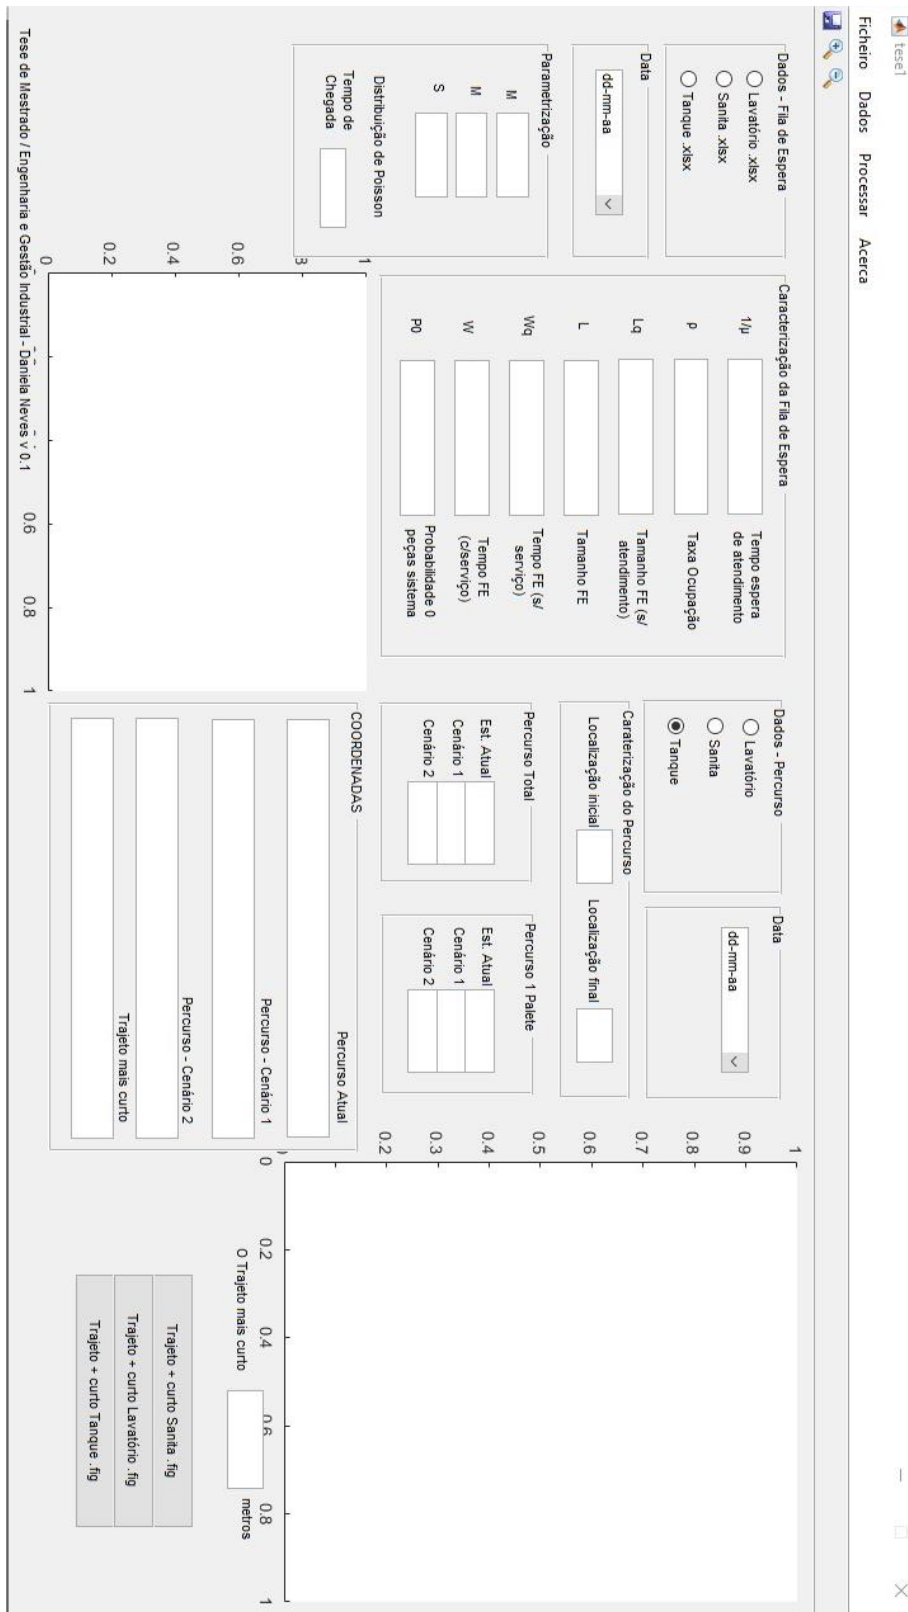 tese1
Ficheiro Dados Processar Acerca
Dados - Fila de Espera
Lavatório .xlsx
Sanita .xlsx
Tanque .xlsx
Data
dd-mm-aa
Parametrização
M
M
S
Distribuição de Poisson
Tempo de
Chegada
Caracterização da Fila de Espera
1/μ
Tempo espera
de atendimento
ρ
Taxa Ocupação
Lq
Tamanho FE (s/
atendimento)
L
Tamanho FE
Wq
Tempo FE (s/
serviço)
W
Tempo FE
(c/serviço)
P0
Probabilidade 0
peças sistema
1
0.6
0.4
0.2
0
0.6
0.8
1
Dados - Percurso
Lavatório
Sanita
Tanque
Data
dd-mm-aa
Caraterização do Percurso
Localização inicial
Localização final
Percurso Total
Est. Atual
Cenário 1
Cenário 2
Percurso 1 Palete
Est. Atual
Cenário 1
Cenário 2
COORDENADAS
Percurso Atual
Percurso - Cenário 1
Percurso - Cenário 2
Trajeto mais curto
1
0.9
0.8
0.7
0.6
0.5
0.4
0.3
0.2
0
0.2
0.4
0.6
0.8
1
O Trajeto mais curto
metros
Trajeto + curto Sanita .fig
Trajeto + curto Lavatório .fig
Trajeto + curto Tanque .fig
Tese de Mestrado / Engenharia e Gestão Industrial - Daniela Neves v 0.1